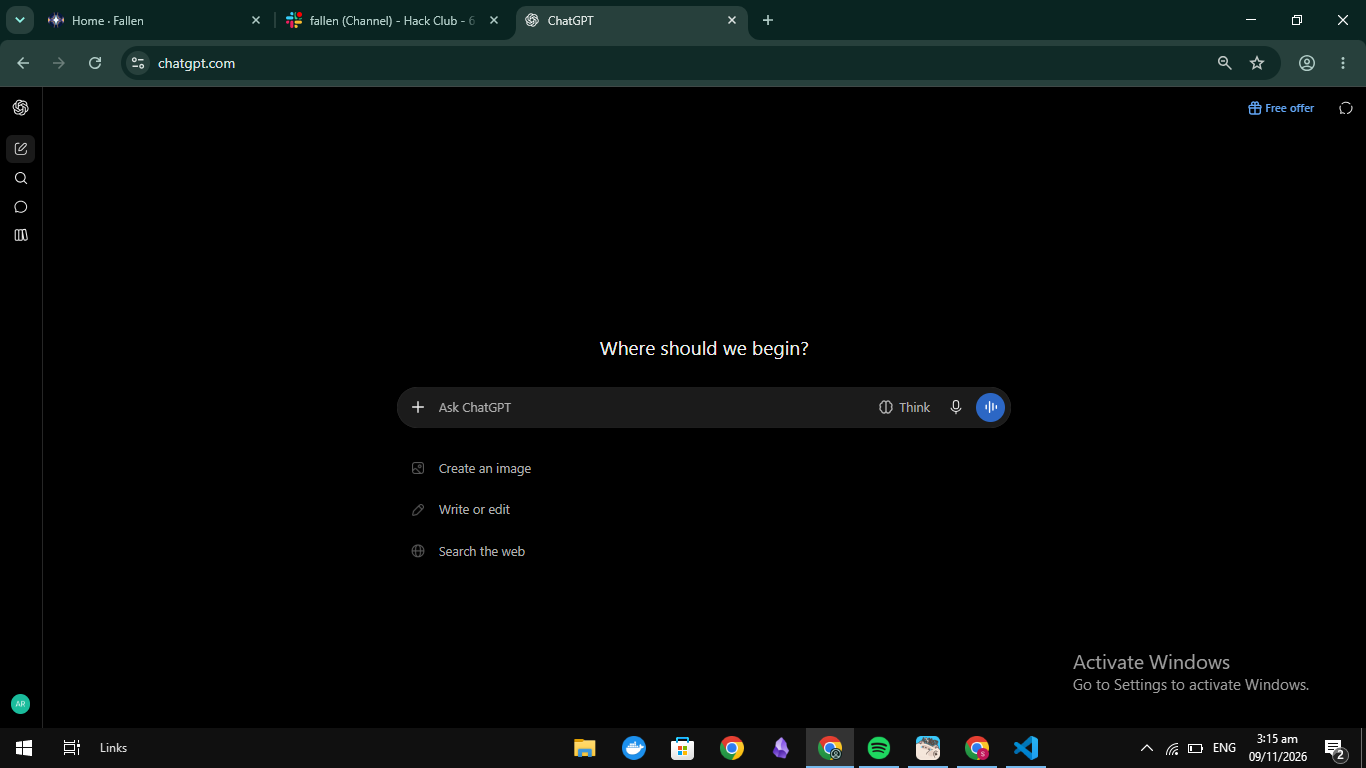 Home · Fallen
fallen (Channel) - Hack Club - 6
ChatGPT
chatgpt.com
Free offer
Where should we begin?
Ask ChatGPT
Think
Create an image
Write or edit
Search the web
Activate Windows
Go to Settings to activate Windows.
AR
Links
ENG
3:15 am
09/11/2026
2